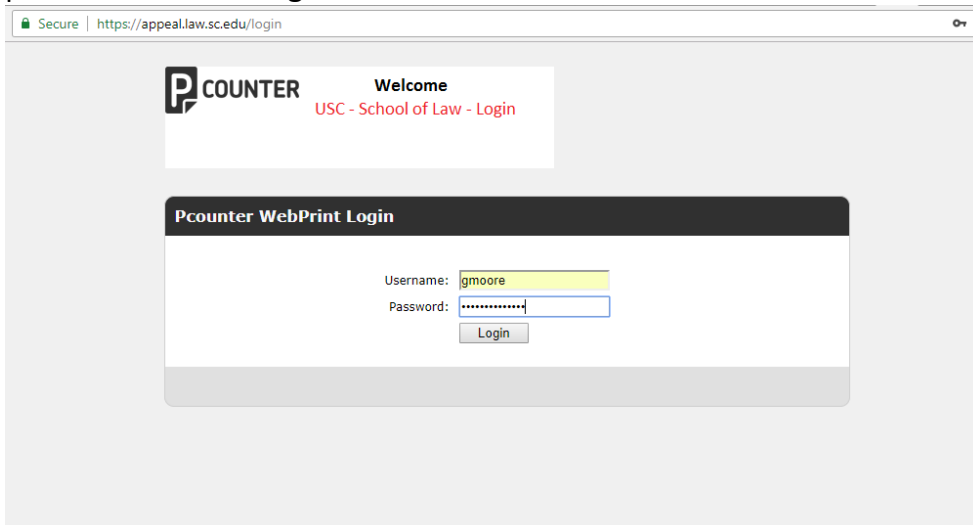 Secure | https://appeal.law.sc.edu/login
PCOUNTER
Welcome
USC - School of Law - Login
Pcounter WebPrint Login
Username: gmoore
Password: ••••••••••••••
Login